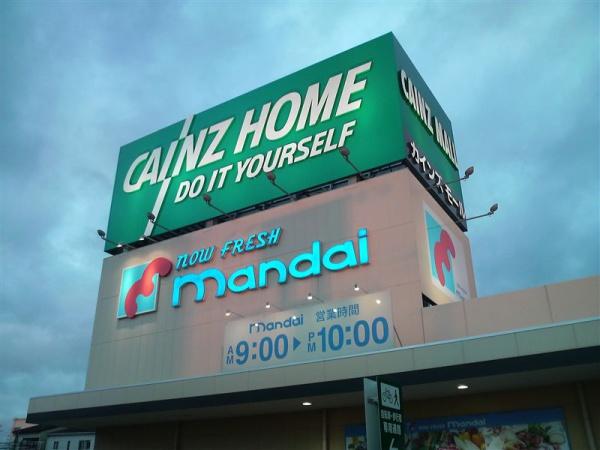 CAINZ HOME
DO IT YOURSELF
CAINZ MALL
カインズ モール
NOW FRESH
mandai
mandai 営業時間
AM 9:00 ▶ PM 10:00
mandai